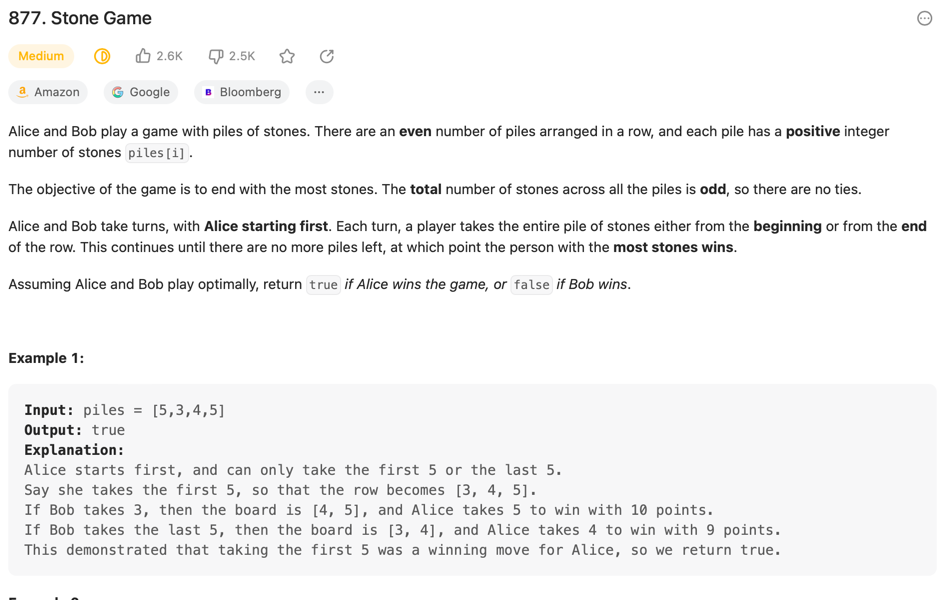 877. Stone Game
Medium
2.6K
2.5K
Amazon
Google
Bloomberg
...
Alice and Bob play a game with piles of stones. There are an even number of piles arranged in a row, and each pile has a positive integer
number of stones piles[i].
The objective of the game is to end with the most stones. The total number of stones across all the piles is odd, so there are no ties.
Alice and Bob take turns, with Alice starting first. Each turn, a player takes the entire pile of stones either from the beginning or from the end
of the row. This continues until there are no more piles left, at which point the person with the most stones wins.
Assuming Alice and Bob play optimally, return true if Alice wins the game, or false if Bob wins.
Example 1:
Input: piles = [5,3,4,5]
Output: true
Explanation:
Alice starts first, and can only take the first 5 or the last 5.
Say she takes the first 5, so that the row becomes [3, 4, 5].
If Bob takes 3, then the board is [4, 5], and Alice takes 5 to win with 10 points.
If Bob takes the last 5, then the board is [3, 4], and Alice takes 4 to win with 9 points.
This demonstrated that taking the first 5 was a winning move for Alice, so we return true.